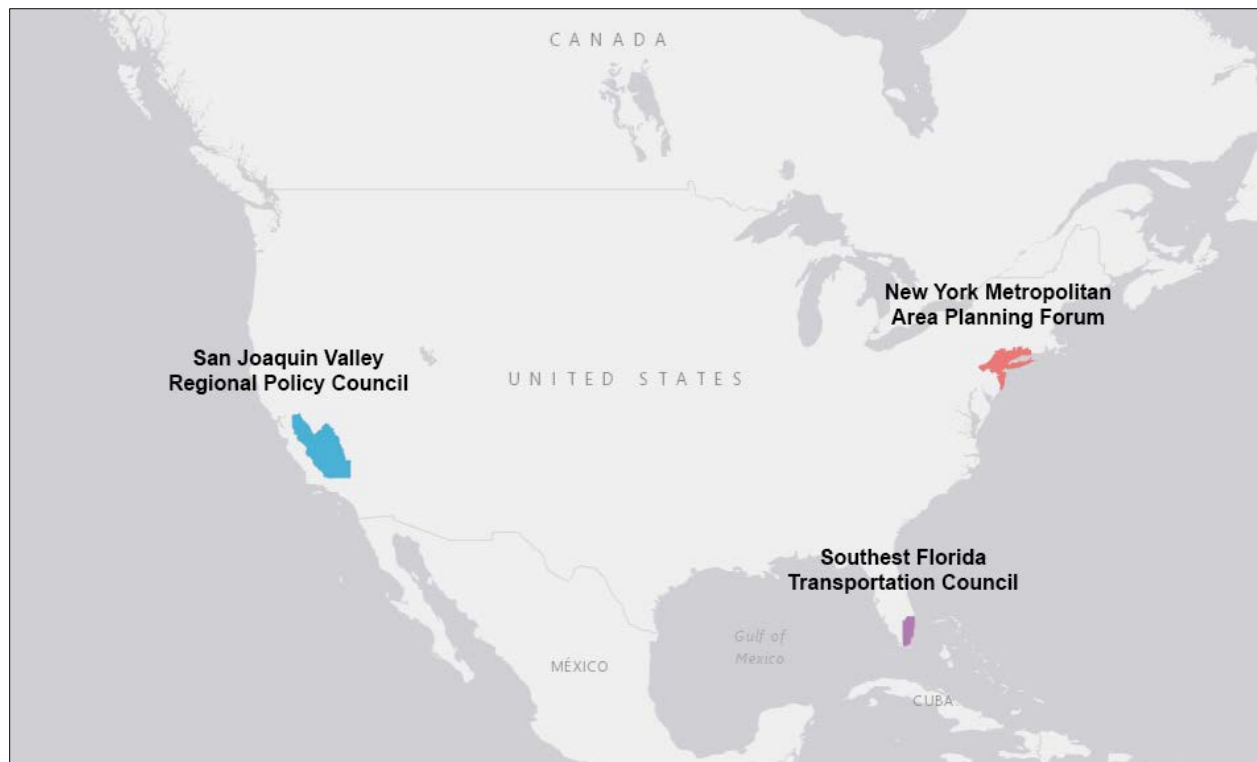 CANADA
New York Metropolitan
Area Planning Forum
San Joaquin Valley
Regional Policy Council
UNITED STATES
Southest Florida
Transportation Council
Gulf of
Mexico
MÉXICO
CUBA